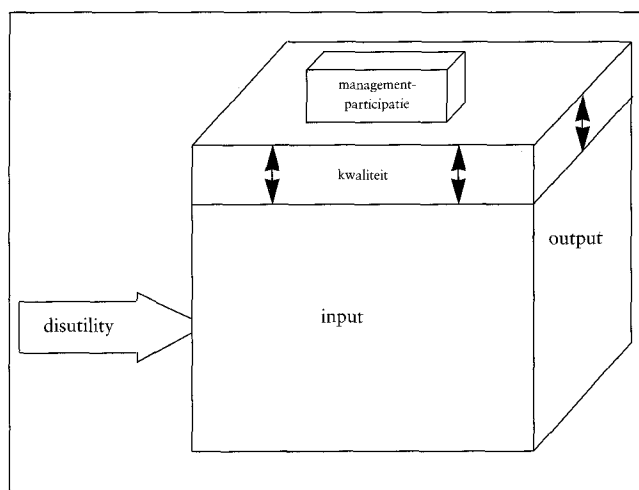 management-
participatie
kwaliteit
output
input
disutility